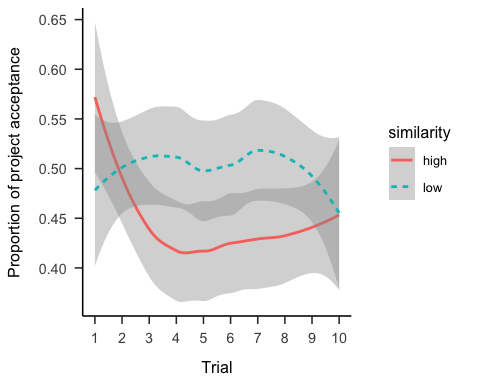 Proportion of project acceptance
0.65
0.60
0.55
0.50
0.45
0.40
1 2 3 4 5 6 7 8 9 10
Trial
similarity
high
low